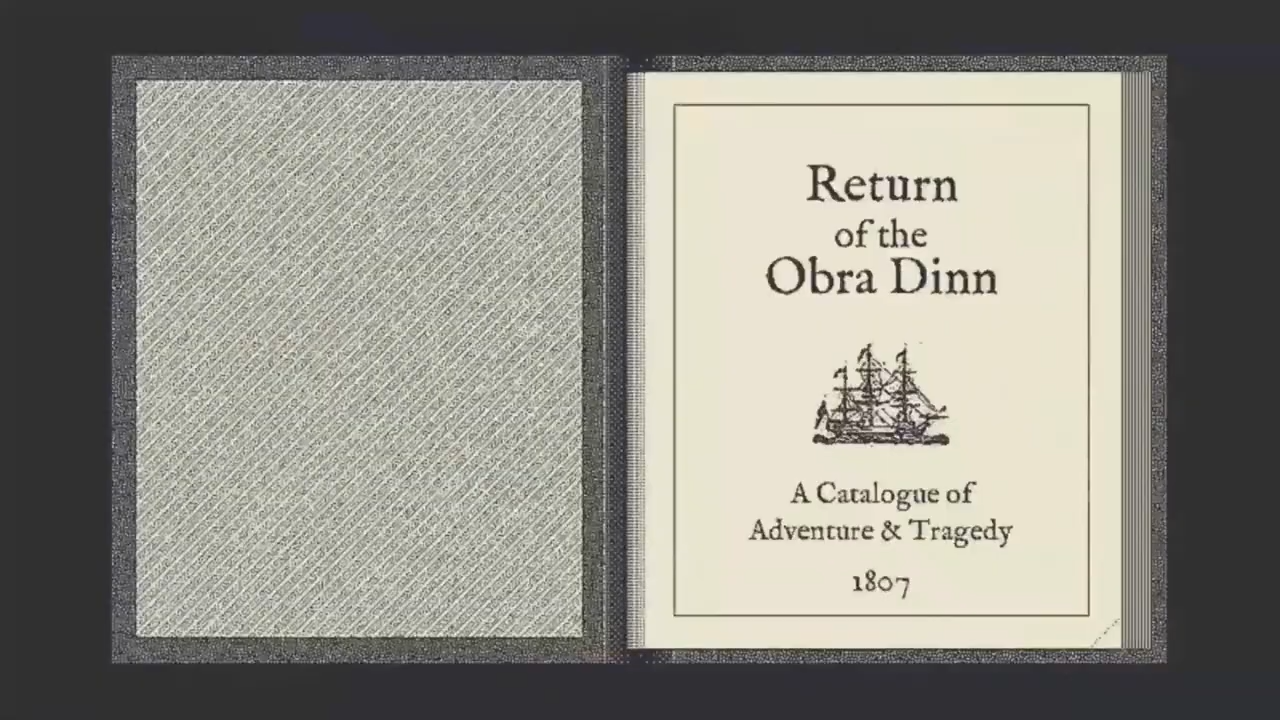 Return
of the
Obra Dinn
A Catalogue of
Adventure & Tragedy
1807